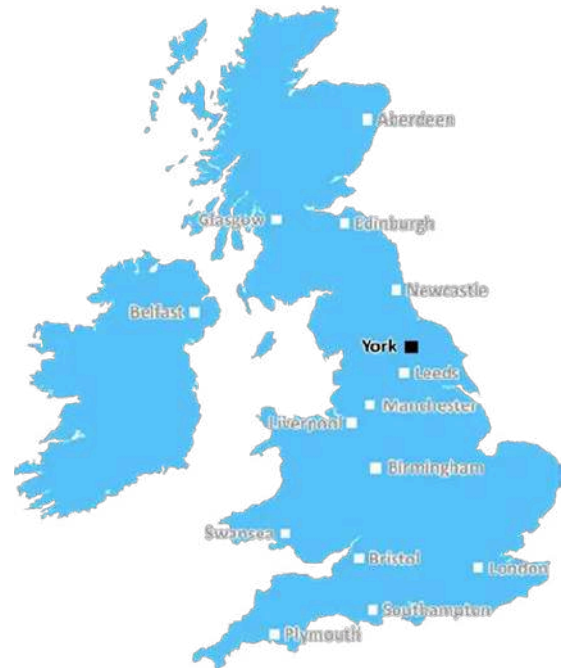 Aberdeen
Glasgow
Edinburgh
Newcastle
Belfast
York
Leeds
Manchester
Liverpool
Birmingham
Swansea
Bristol
London
Southampton
Plymouth